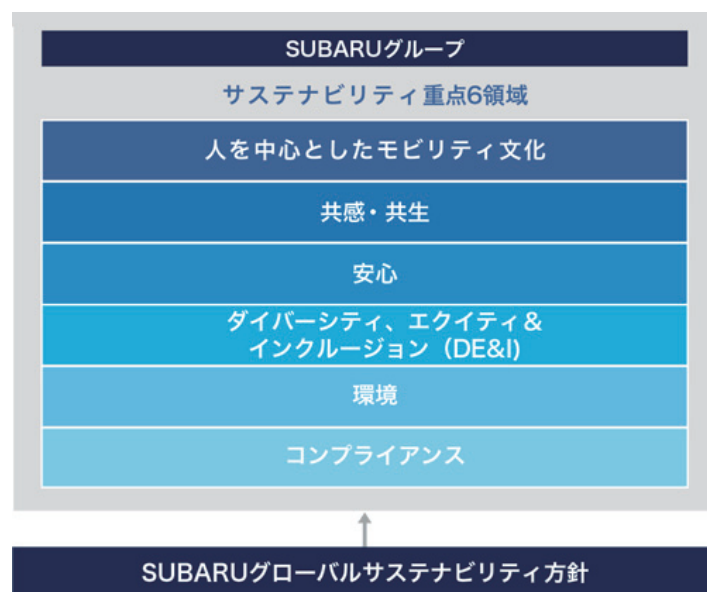 SUBARUグループ
サステナビリティ重点6領域
人を中心としたモビリティ文化
共感・共生
安心
ダイバーシティ、エクイティ&
インクルージョン（DE&I)
環境
コンプライアンス
SUBARUグローバルサステナビリティ方針